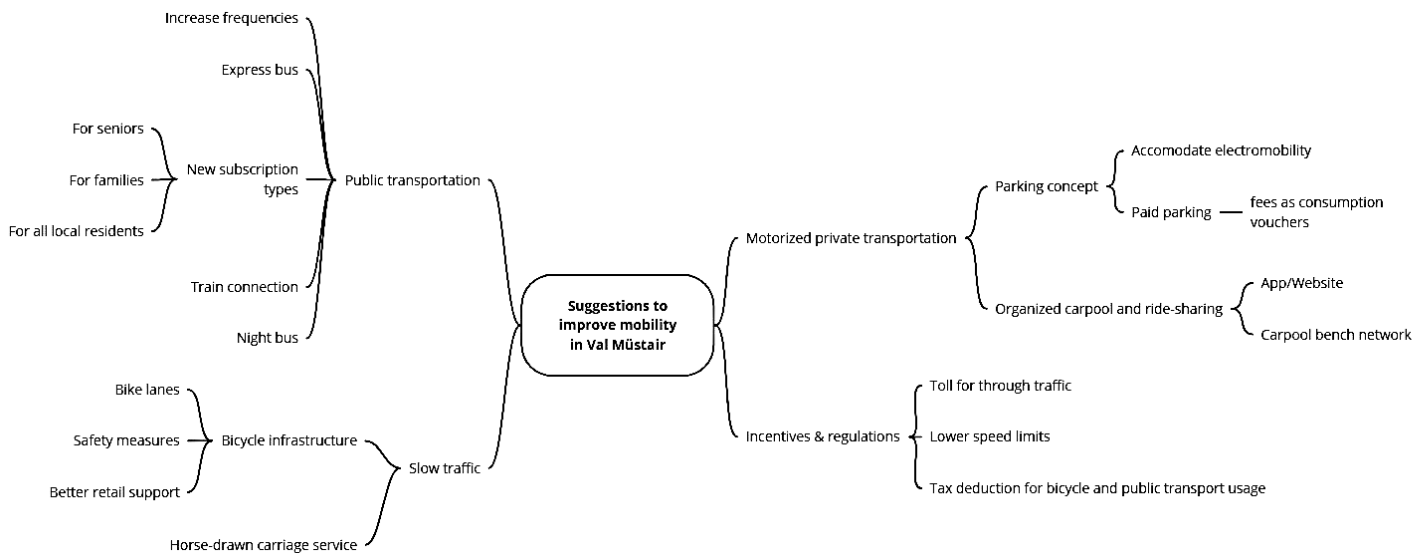 Increase frequencies
Express bus
For seniors
For families
For all local residents
New subscription
types
Public transportation
Train connection
Night bus
Bike lanes
Safety measures
Better retail support
Bicycle infrastructure
Slow traffic
Horse-drawn carriage service
Suggestions to
improve mobility
in Val Müstair
Motorized private transportation
Parking concept
Accomodate electromobility
Paid parking
fees as consumption
vouchers
Organized carpool and ride-sharing
App/Website
Carpool bench network
Incentives & regulations
Toll for through traffic
Lower speed limits
Tax deduction for bicycle and public transport usage